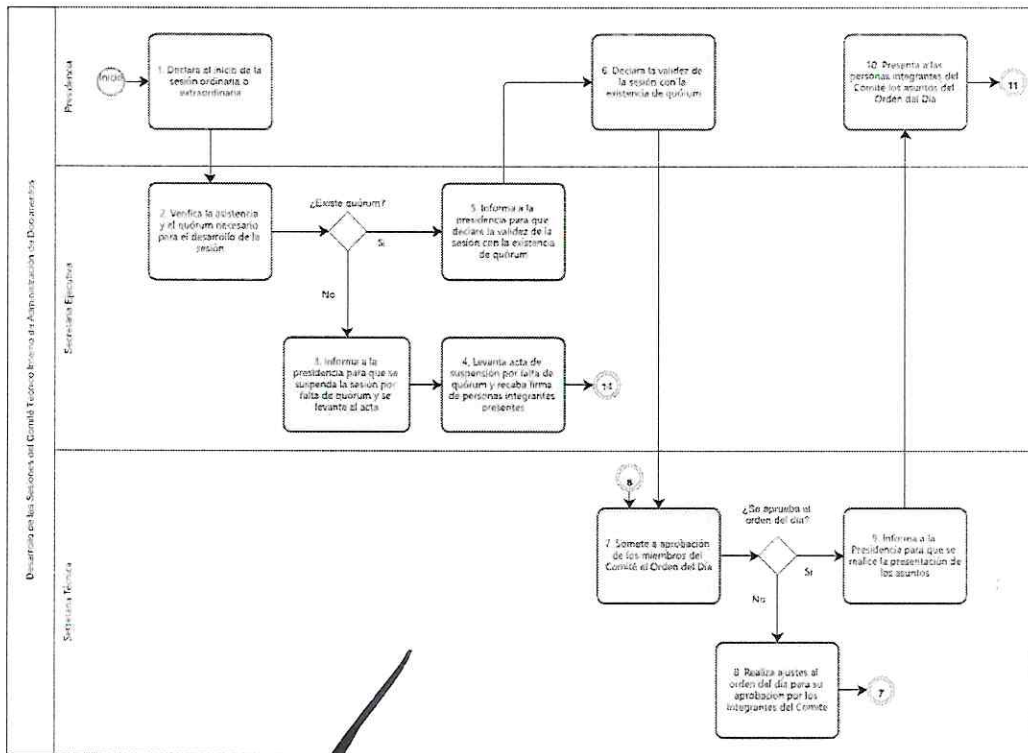 Desarrollo de las Sesiones del Comité Técnico Interno de Administración de Documentos
Presidencia
Inicio
1. Declara el inicio de la
sesión ordinaria o
extraordinaria
6. Declara la validez de
la sesión con la
existencia de quórum
10. Presenta a las
personas integrantes del
Comité los asuntos del
Orden del Día
11
Secretaría Ejecutiva
2. Verifica la asistencia
y el quórum necesario
para el desarrollo de la
sesión
¿Existe quórum?
Si
No
5. Informa a la
presidencia para que
declare la validez de la
sesión con la existencia
de quórum
3. Informa a la
presidencia para que se
suspenda la sesión por
falta de quorum y se
levante el acta
4. Levanta acta de
suspensión por falta de
quórum y recaba firma
de personas integrantes
presentes
14
Secretaría Técnica
7. Somete a aprobación
de los miembros del
Comité el Orden del Día
¿Se aprueba el
orden del día?
Si
No
9. Informa a la
Presidencia para que se
realice la presentación de
los asuntos
8 Realiza ajustes al
orden del día para su
aprobación por los
integrantes del Comité
7